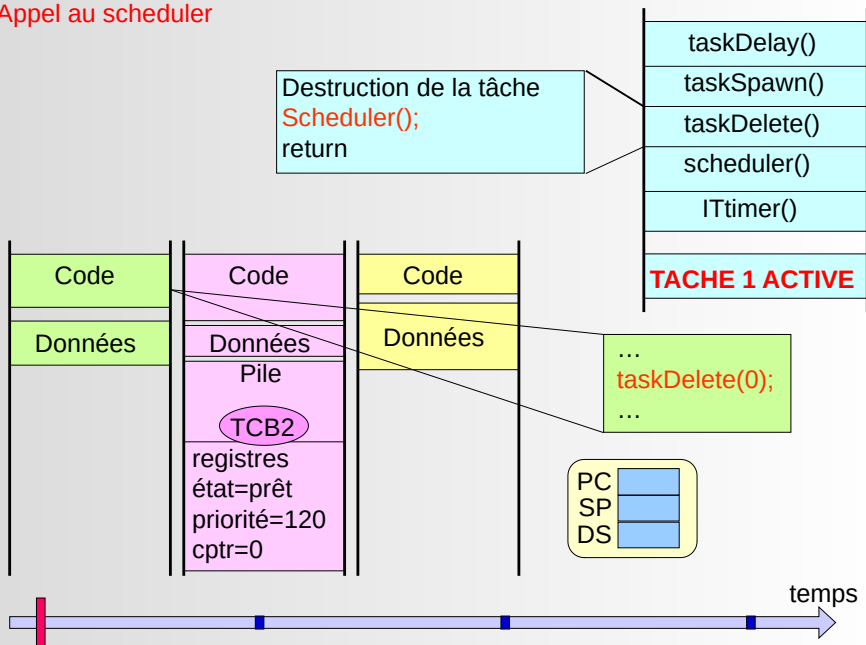 Appel au scheduler
taskDelay()
taskSpawn()
taskDelete()
scheduler()
ITtimer()
TACHE 1 ACTIVE
Destruction de la tâche
Scheduler();
return
Code
Données
Code
Données
Pile
TCB2
registres
état=prêt
priorité=120
cptr=0
Code
Données
...
taskDelete(0);
...
PC
SP
DS
temps